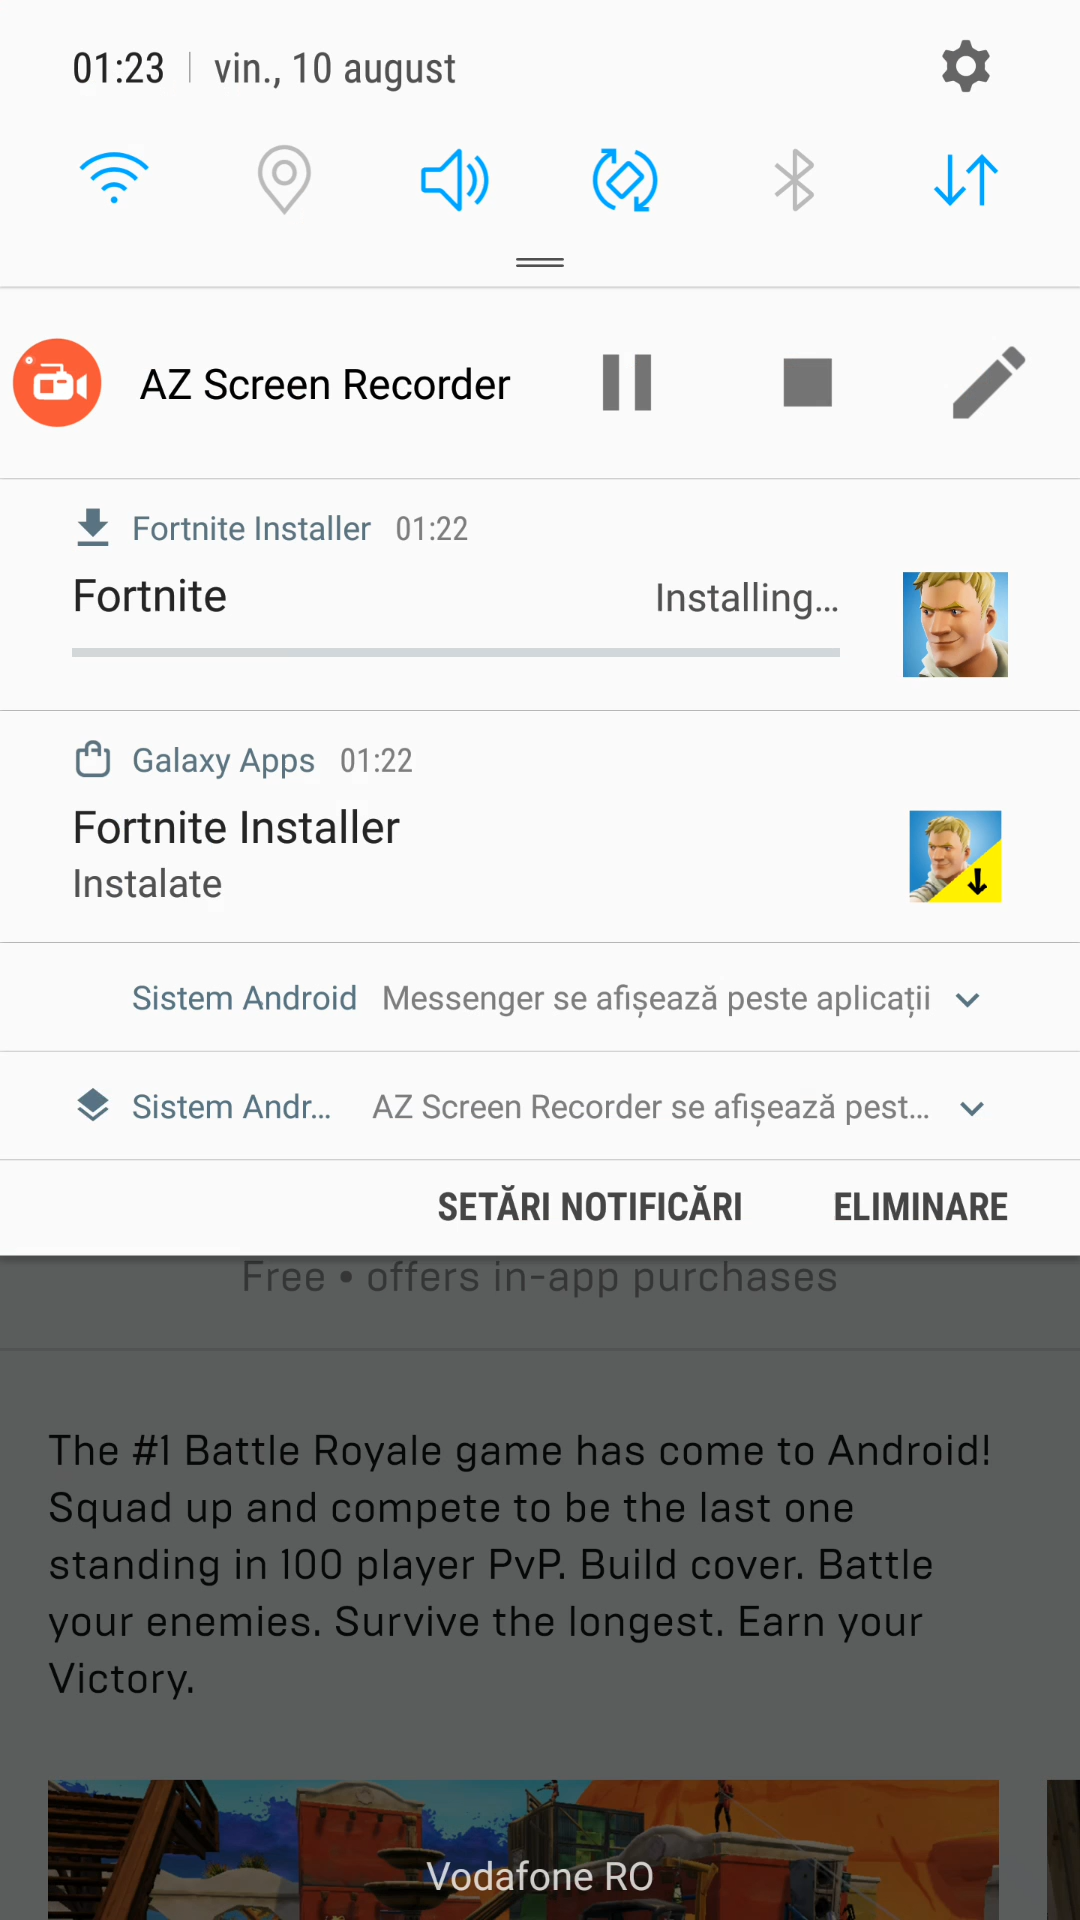 01:23 vin., 10 august
AZ Screen Recorder
Fortnite Installer 01:22
Fortnite Installing...
Galaxy Apps 01:22
Fortnite Installer
Instalate
Sistem Android Messenger se afișează peste aplicații
Sistem Andr... AZ Screen Recorder se afișează pest...
SETĂRI NOTIFICĂRI ELIMINARE
Free • offers in-app purchases
The #1 Battle Royale game has come to Android!
Squad up and compete to be the last one
standing in 100 player PvP. Build cover. Battle
your enemies. Survive the longest. Earn your
Victory.
Vodafone RO